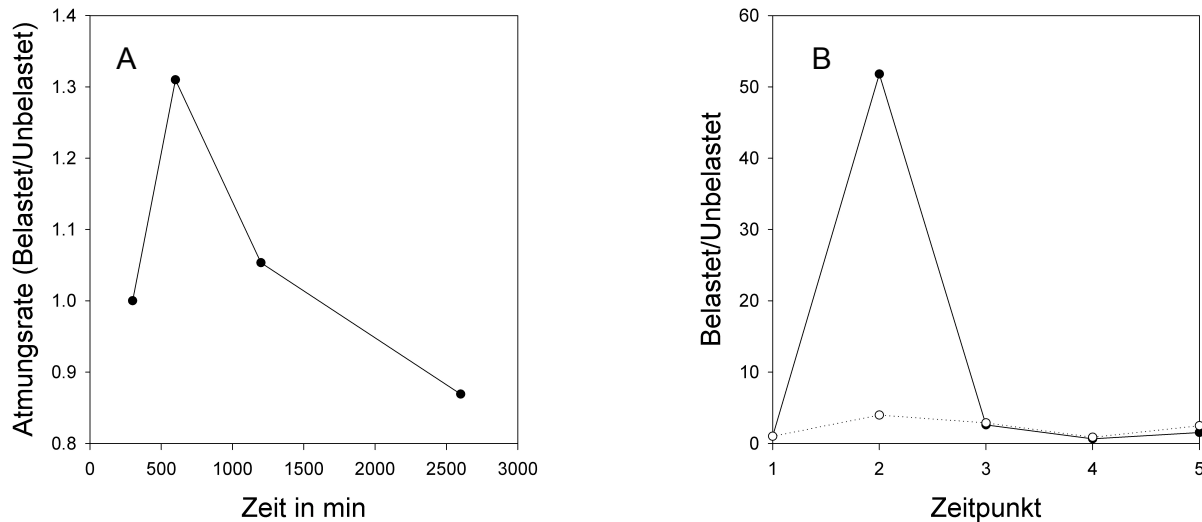 A
Atmungsrate (Belastet/Unbelastet)
1.4
1.3
1.2
1.1
1.0
0.9
0.8
0 500 1000 1500 2000 2500 3000
Zeit in min
B
Belastet/Unbelastet
60
50
40
30
20
10
0
1 2 3 4 5
Zeitpunkt